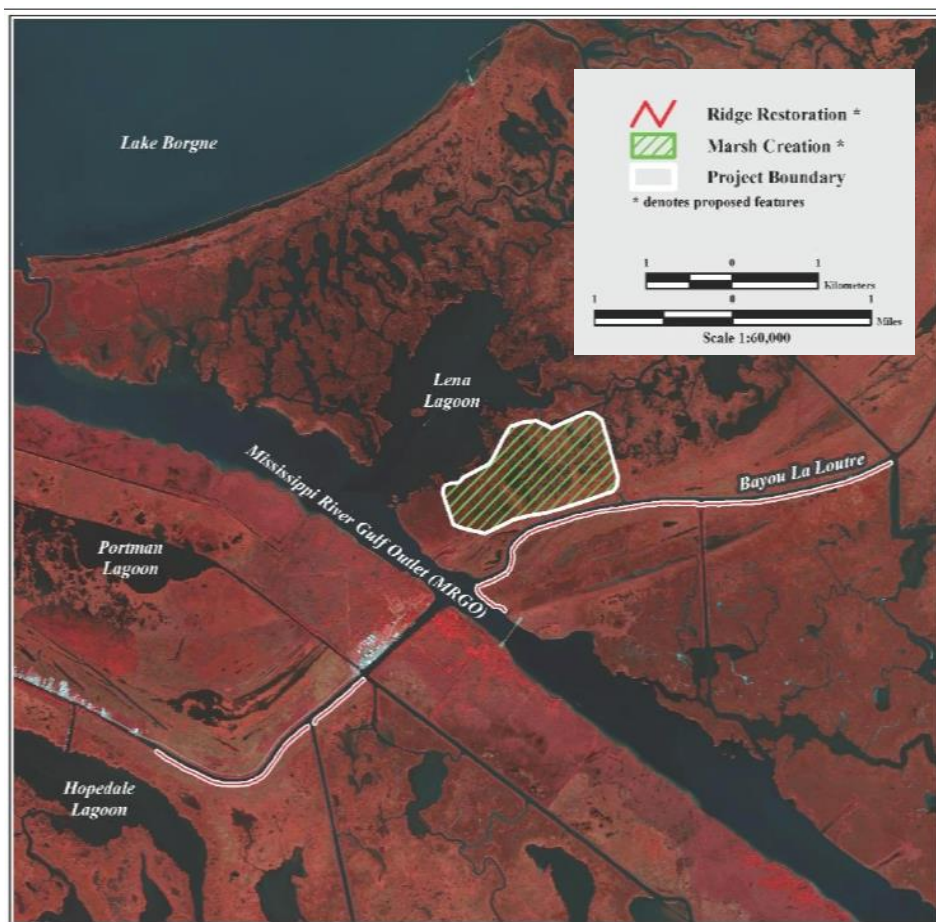 Lake Borgne
Ridge Restoration *
Marsh Creation *
Project Boundary
* denotes proposed features
1 0 1
Kilometers
1 0 1
Miles
Scale 1:60,000
Lena
Lagoon
Mississippi River Gulf Outlet (MRGO)
Bayou La Loutre
Portman
Lagoon
Hopedale
Lagoon